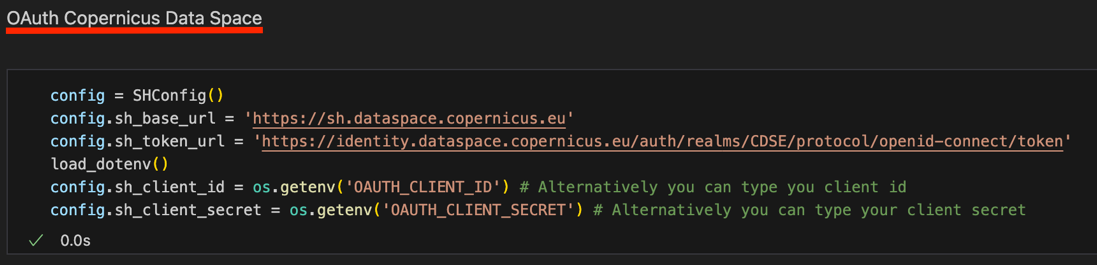 OAuth Copernicus Data Space
config = SHConfig()
config.sh_base_url = 'https://sh.dataspace.copernicus.eu'
config.sh_token_url = 'https://identity.dataspace.copernicus.eu/auth/realms/CDSE/protocol/openid-connect/token'
load_dotenv()
config.sh_client_id = os.getenv('OAUTH_CLIENT_ID') # Alternatively you can type you client id
config.sh_client_secret = os.getenv('OAUTH_CLIENT_SECRET') # Alternatively you can type your client secret
✓ 0.0s